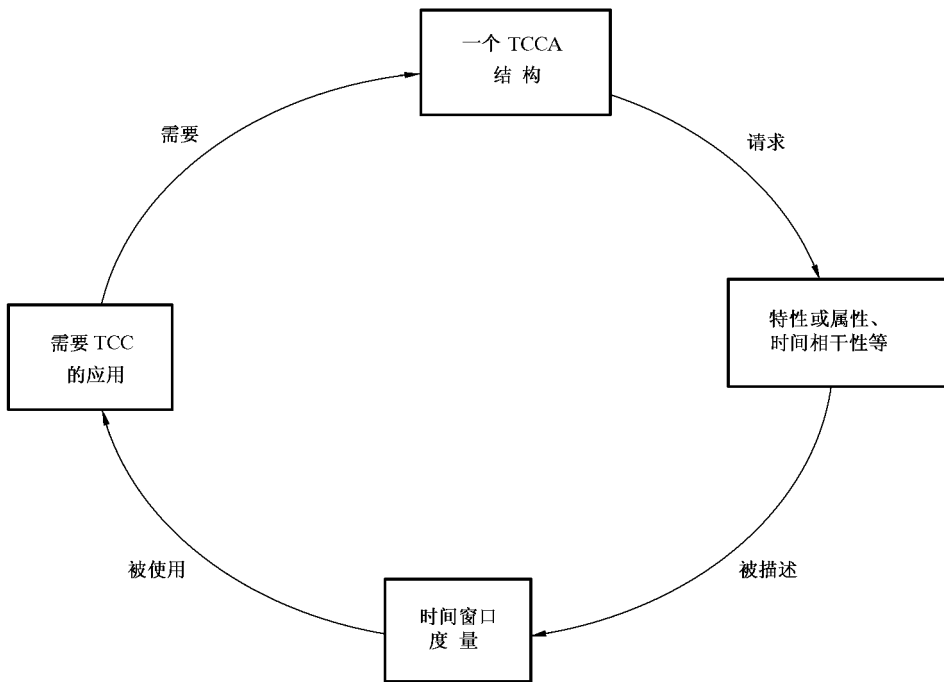 一个 TCCA
结 构
需要
请求
特性或属性、
时间相干性等
需要 TCC
的应用
被使用
被描述
时间窗口
度 量